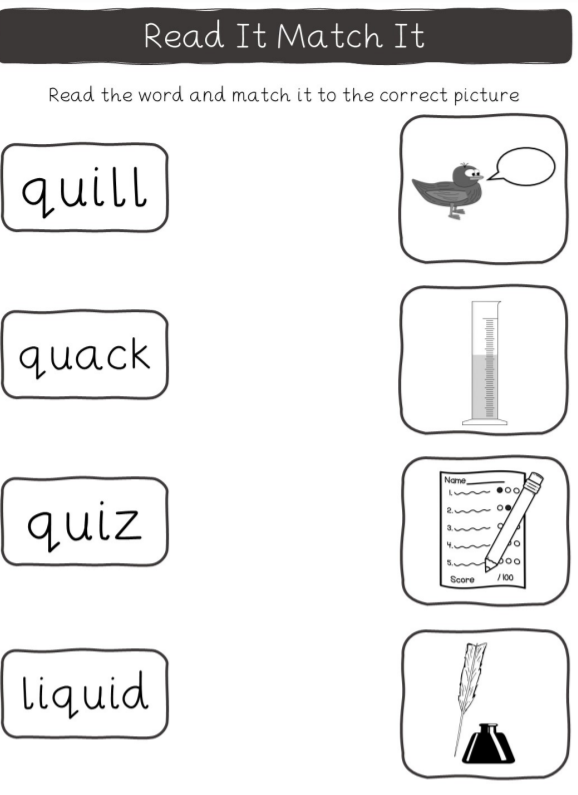 Read It Match It
Read the word and match it to the correct picture
quill
quack
Name
1.
2.
3.
4.
5.
Score /100
quiz
liquid